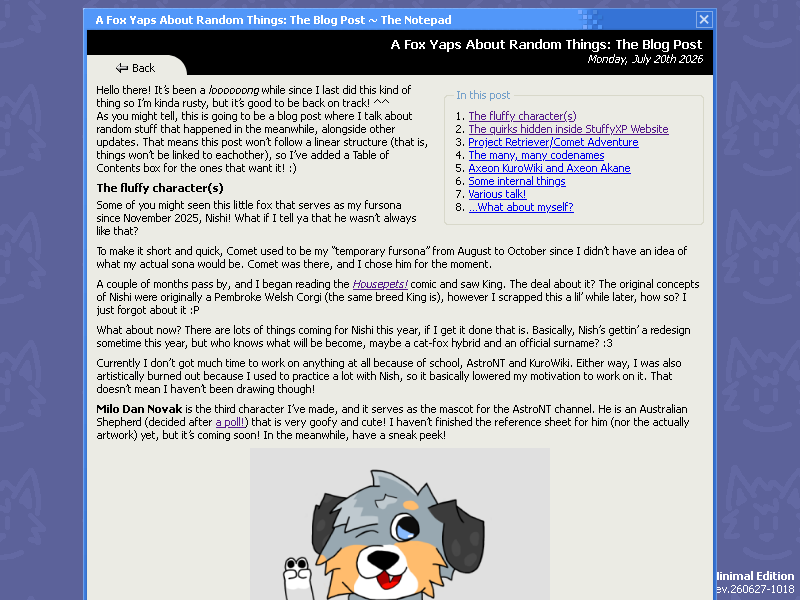 A Fox Yaps About Random Things: The Blog Post ~ The Notepad
A Fox Yaps About Random Things: The Blog Post
Monday, July 20th 2026
Back
Hello there! It's been a loooooong while since I last did this kind of
thing so I'm kinda rusty, but it's good to be back on track! ^^
As you might tell, this is going to be a blog post where I talk about
random stuff that happened in the meanwhile, alongside other
updates. That means this post won't follow a linear structure (that is,
things won't be linked to eachother), so I've added a Table of
Contents box for the ones that want it! :)
In this post
1. The fluffy character(s)
2. The quirks hidden inside StuffyXP Website
3. Project Retriever/Comet Adventure
4. The many, many codenames
5. Axeon KuroWiki and Axeon Akane
6. Some internal things
7. Various talk!
8. ...What about myself?
The fluffy character(s)
Some of you might seen this little fox that serves as my fursona
since November 2025, Nishi! What if I tell ya that he wasn't always
like that?
To make it short and quick, Comet used to be my "temporary fursona" from August to October since I didn't have an idea of
what my actual sona would be. Comet was there, and I chose him for the moment.
A couple of months pass by, and I began reading the Housepets! comic and saw King. The deal about it? The original concepts
of Nishi were originally a Pembroke Welsh Corgi (the same breed King is), however I scrapped this a lil' while later, how so? I
just forgot about it :P
What about now? There are lots of things coming for Nishi this year, if I get it done that is. Basically, Nish's gettin' a redesign
sometime this year, but who knows what will be become, maybe a cat-fox hybrid and an official surname? :3
Currently I don't got much time to work on anything at all because of school, AstroNT and KuroWiki. Either way, I was also
artistically burned out because I used to practice a lot with Nish, so it basically lowered my motivation to work on it. That
doesn't mean I haven't been drawing though!
Milo Dan Novak is the third character I've made, and it serves as the mascot for the AstroNT channel. He is an Australian
Shepherd (decided after a poll!) that is very goofy and cute! I haven't finished the reference sheet for him (nor the actually
artwork) yet, but it's coming soon! In the meanwhile, have a sneak peek!
Minimal Edition
ev.260627-1018